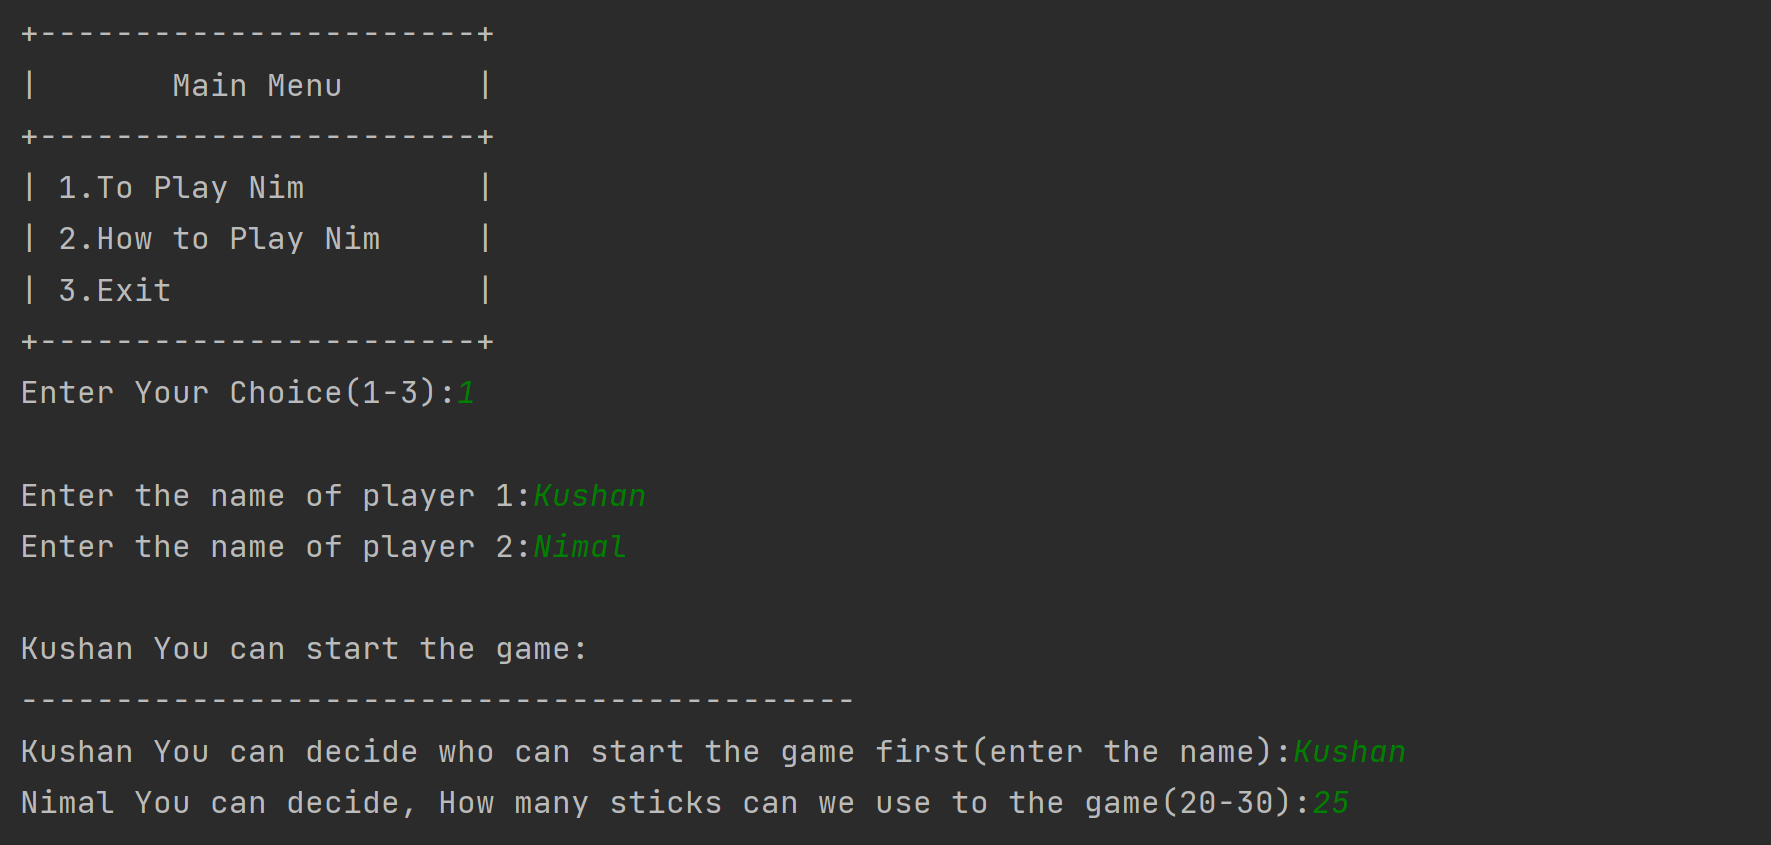 +-----------------------+
|       Main Menu       |
+-----------------------+
| 1.To Play Nim         |
| 2.How to Play Nim     |
| 3.Exit                |
+-----------------------+
Enter Your Choice(1-3):1
Enter the name of player 1:Kushan
Enter the name of player 2:Nimal
Kushan You can start the game:
--------------------------------------------
Kushan You can decide who can start the game first(enter the name):Kushan
Nimal You can decide, How many sticks can we use to the game(20-30):25